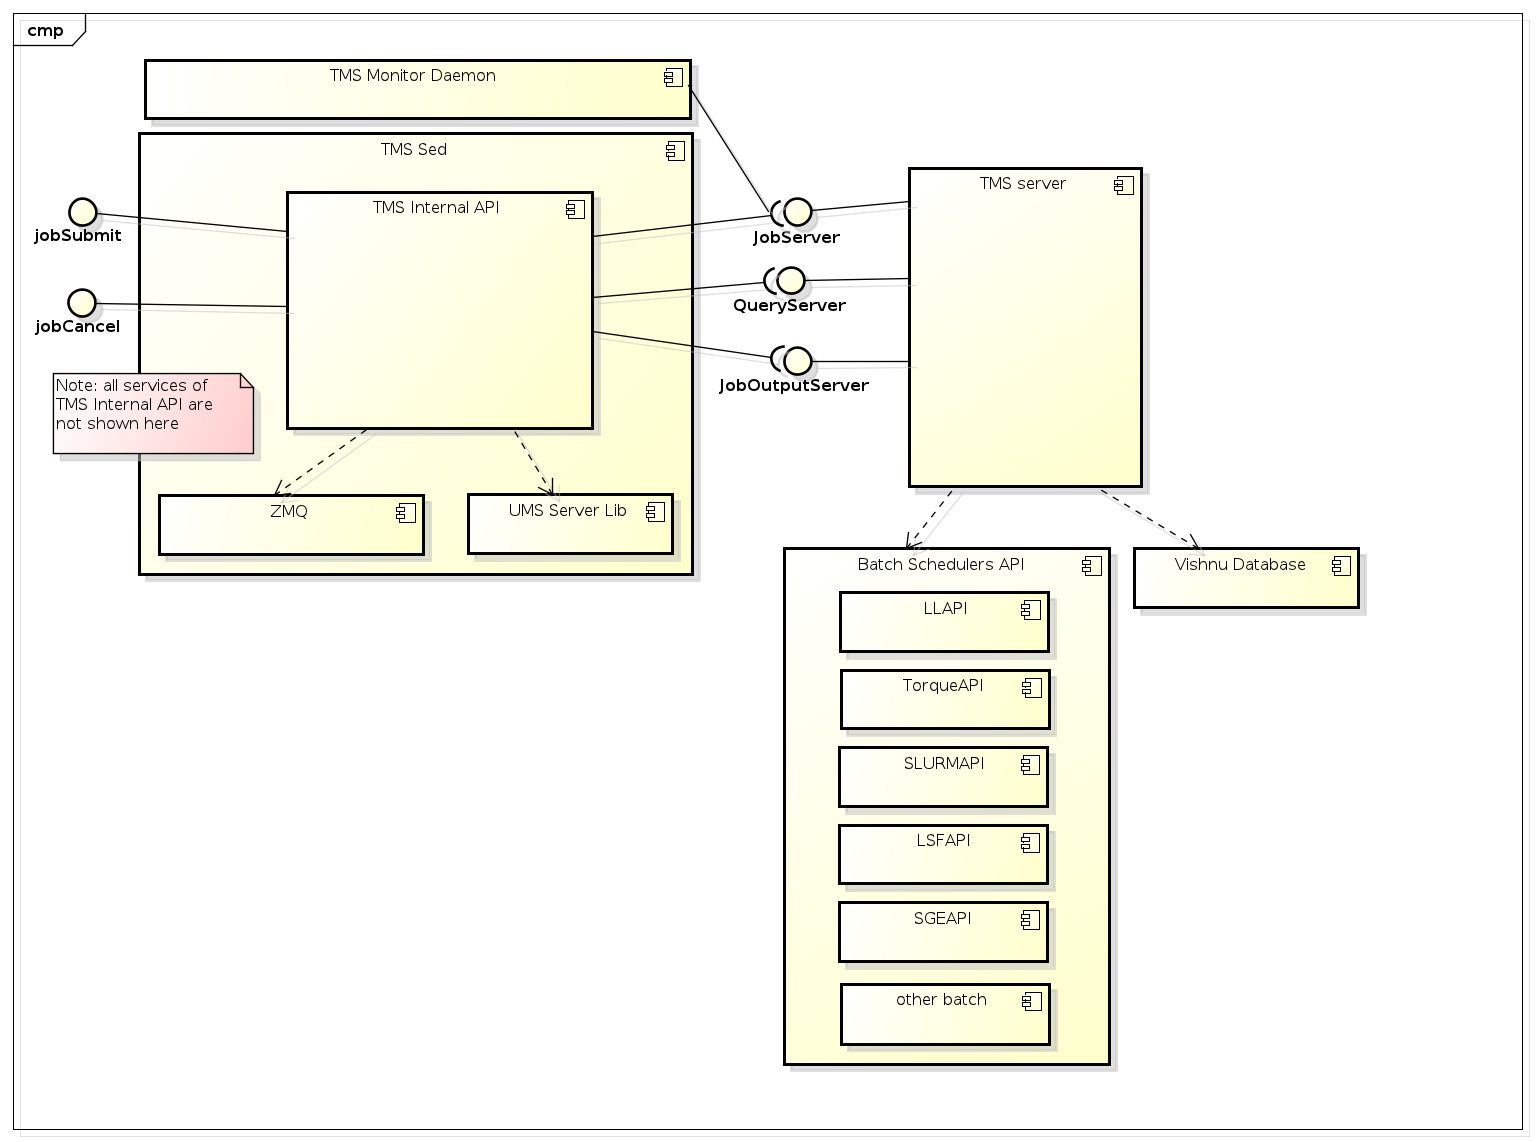 cmp
TMS Monitor Daemon
TMS Sed
TMS Internal API
jobSubmit
jobCancel
Note: all services of
TMS Internal API are
not shown here
ZMQ
UMS Server Lib
JobServer
QueryServer
JobOutputServer
TMS server
Batch Schedulers API
LLAPI
TorqueAPI
SLURMAPI
LSFAPI
SGEAPI
other batch
Vishnu Database